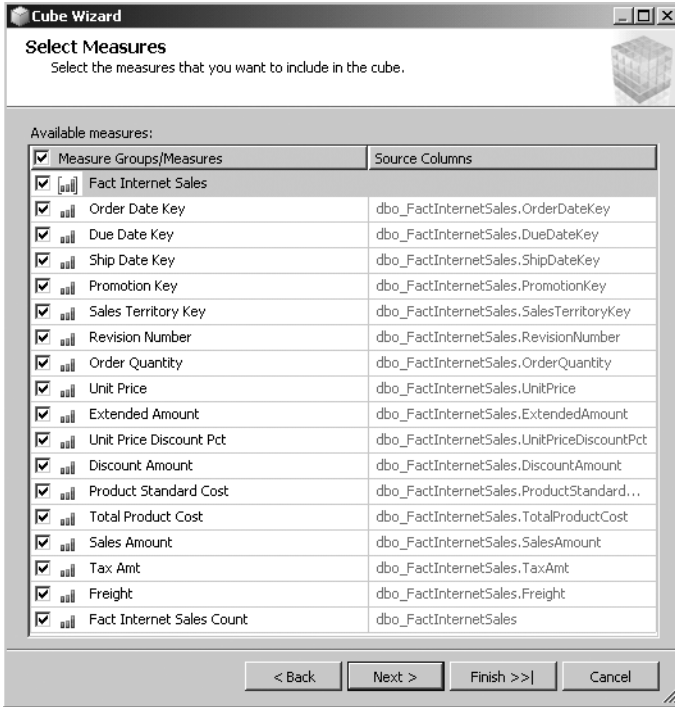 Cube Wizard
Select Measures
Select the measures that you want to include in the cube.
Available measures:
Measure Groups/Measures Source Columns
Fact Internet Sales
Order Date Key dbo_FactInternetSales.OrderDateKey
Due Date Key dbo_FactInternetSales.DueDateKey
Ship Date Key dbo_FactInternetSales.ShipDateKey
Promotion Key dbo_FactInternetSales.PromotionKey
Sales Territory Key dbo_FactInternetSales.SalesTerritoryKey
Revision Number dbo_FactInternetSales.RevisionNumber
Order Quantity dbo_FactInternetSales.OrderQuantity
Unit Price dbo_FactInternetSales.UnitPrice
Extended Amount dbo_FactInternetSales.ExtendedAmount
Unit Price Discount Pct dbo_FactInternetSales.UnitPriceDiscountPct
Discount Amount dbo_FactInternetSales.DiscountAmount
Product Standard Cost dbo_FactInternetSales.ProductStandard...
Total Product Cost dbo_FactInternetSales.TotalProductCost
Sales Amount dbo_FactInternetSales.SalesAmount
Tax Amt dbo_FactInternetSales.TaxAmt
Freight dbo_FactInternetSales.Freight
Fact Internet Sales Count dbo_FactInternetSales
< Back Next > Finish >>| Cancel